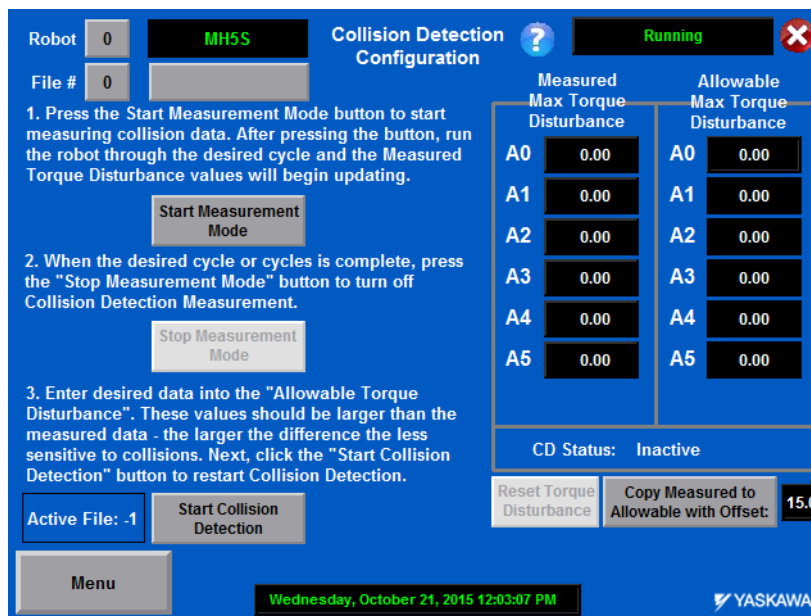 Robot 0 MH5S Collision Detection Configuration ? Running
File # 0
Measured Max Torque Disturbance
Allowable Max Torque Disturbance
1. Press the Start Measurement Mode button to start
measuring collision data. After pressing the button, run
the robot through the desired cycle and the Measured
Torque Disturbance values will begin updating.
Start Measurement
Mode
2. When the desired cycle or cycles is complete, press
the "Stop Measurement Mode" button to turn off
Collision Detection Measurement.
Stop Measurement
Mode
3. Enter desired data into the "Allowable Torque
Disturbance". These values should be larger than the
measured data - the larger the difference the less
sensitive to collisions. Next, click the "Start Collision
Detection" button to restart Collision Detection.
Active File: -1
Start Collision
Detection
A0 0.00 A0 0.00
A1 0.00 A1 0.00
A2 0.00 A2 0.00
A3 0.00 A3 0.00
A4 0.00 A4 0.00
A5 0.00 A5 0.00
CD Status: Inactive
Reset Torque
Disturbance
Copy Measured to
Allowable with Offset:
15.
Menu
Wednesday, October 21, 2015 12:03:07 PM
YASKAWA